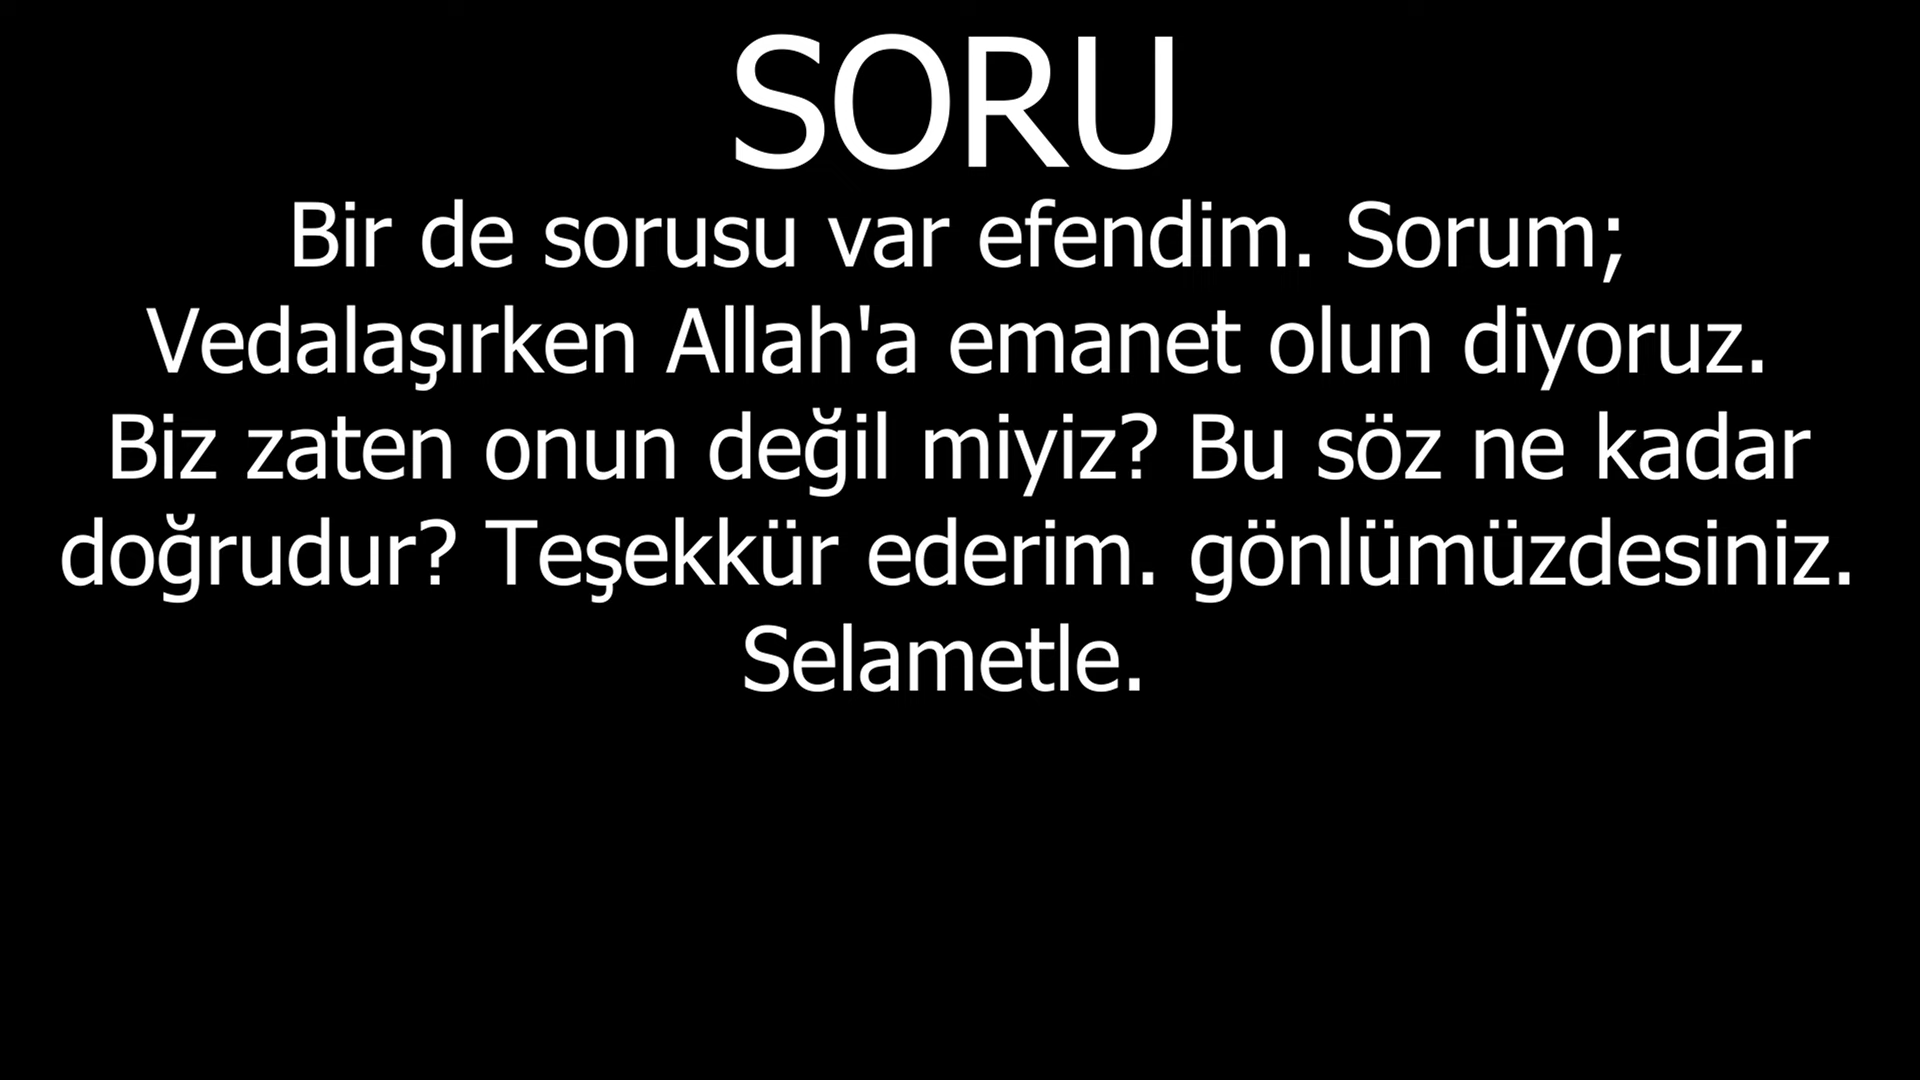 SORU
Bir de sorusu var efendim. Sorum;
Vedalaşırken Allah'a emanet olun diyoruz.
Biz zaten onun değil miyiz? Bu söz ne kadar
doğrudur? Teşekkür ederim. gönlümüzdesiniz.
Selametle.